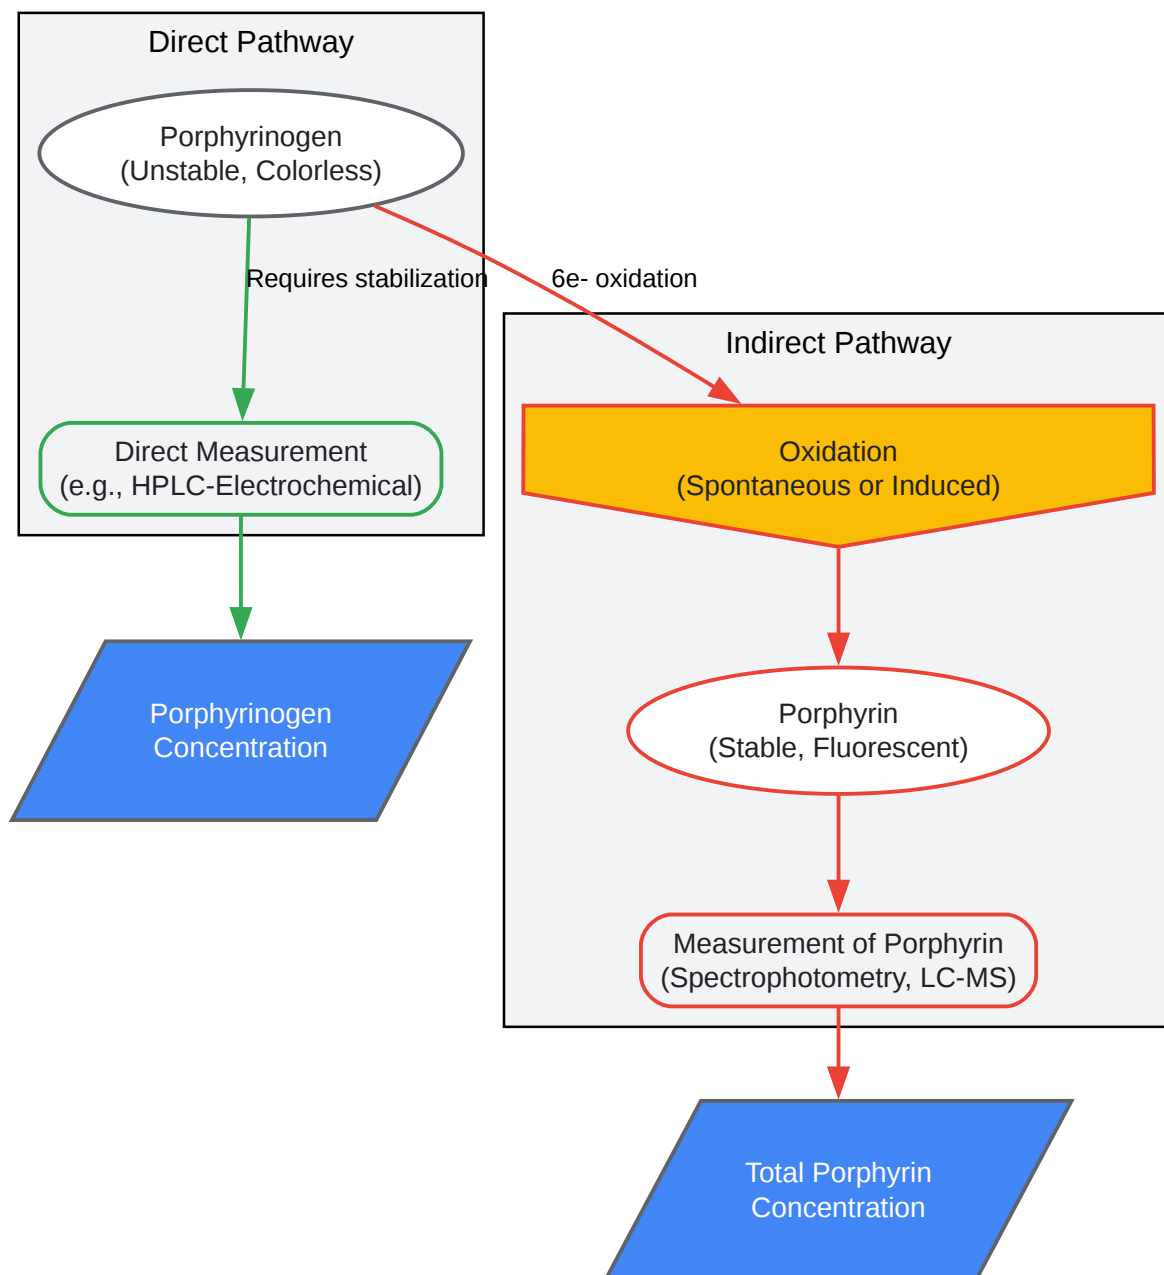 Direct Pathway
Porphyrinogen
(Unstable, Colorless)
Requires stabilization
6e- oxidation
Direct Measurement
(e.g., HPLC-Electrochemical)
Porphyrinogen
Concentration
Indirect Pathway
Oxidation
(Spontaneous or Induced)
Porphyrin
(Stable, Fluorescent)
Measurement of Porphyrin
(Spectrophotometry, LC-MS)
Total Porphyrin
Concentration